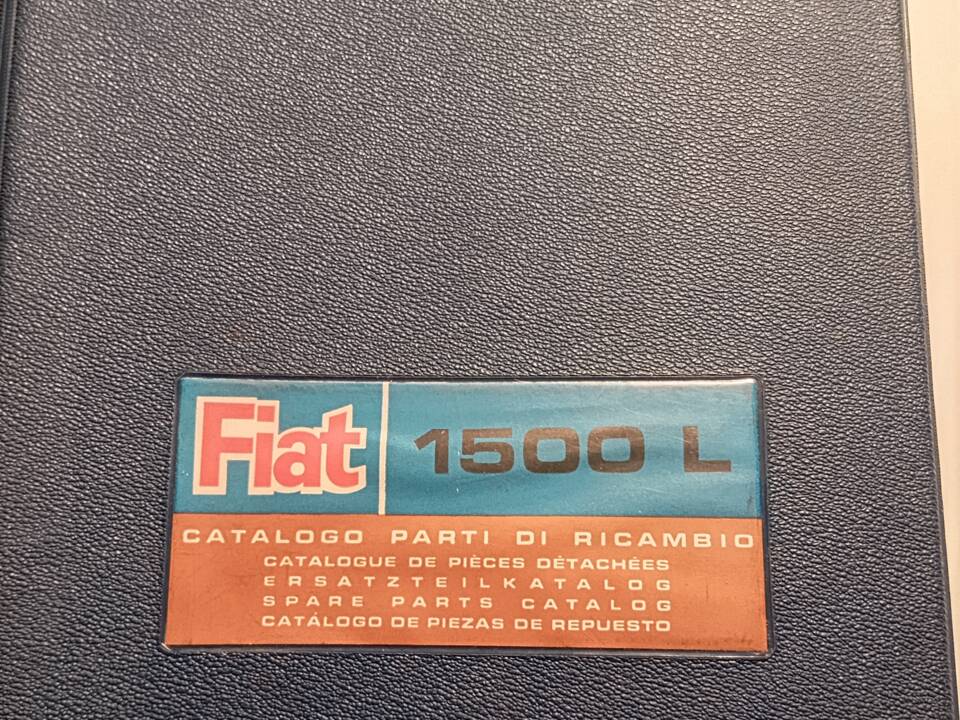 Fiat 1500 L
CATALOGO PARTI DI RICAMBIO
CATALOGUE DE PIÈCES DÉTACHÉES
ERSATZTEILKATALOG
SPARE PARTS CATALOG
CATÁLOGO DE PIEZAS DE REPUESTO